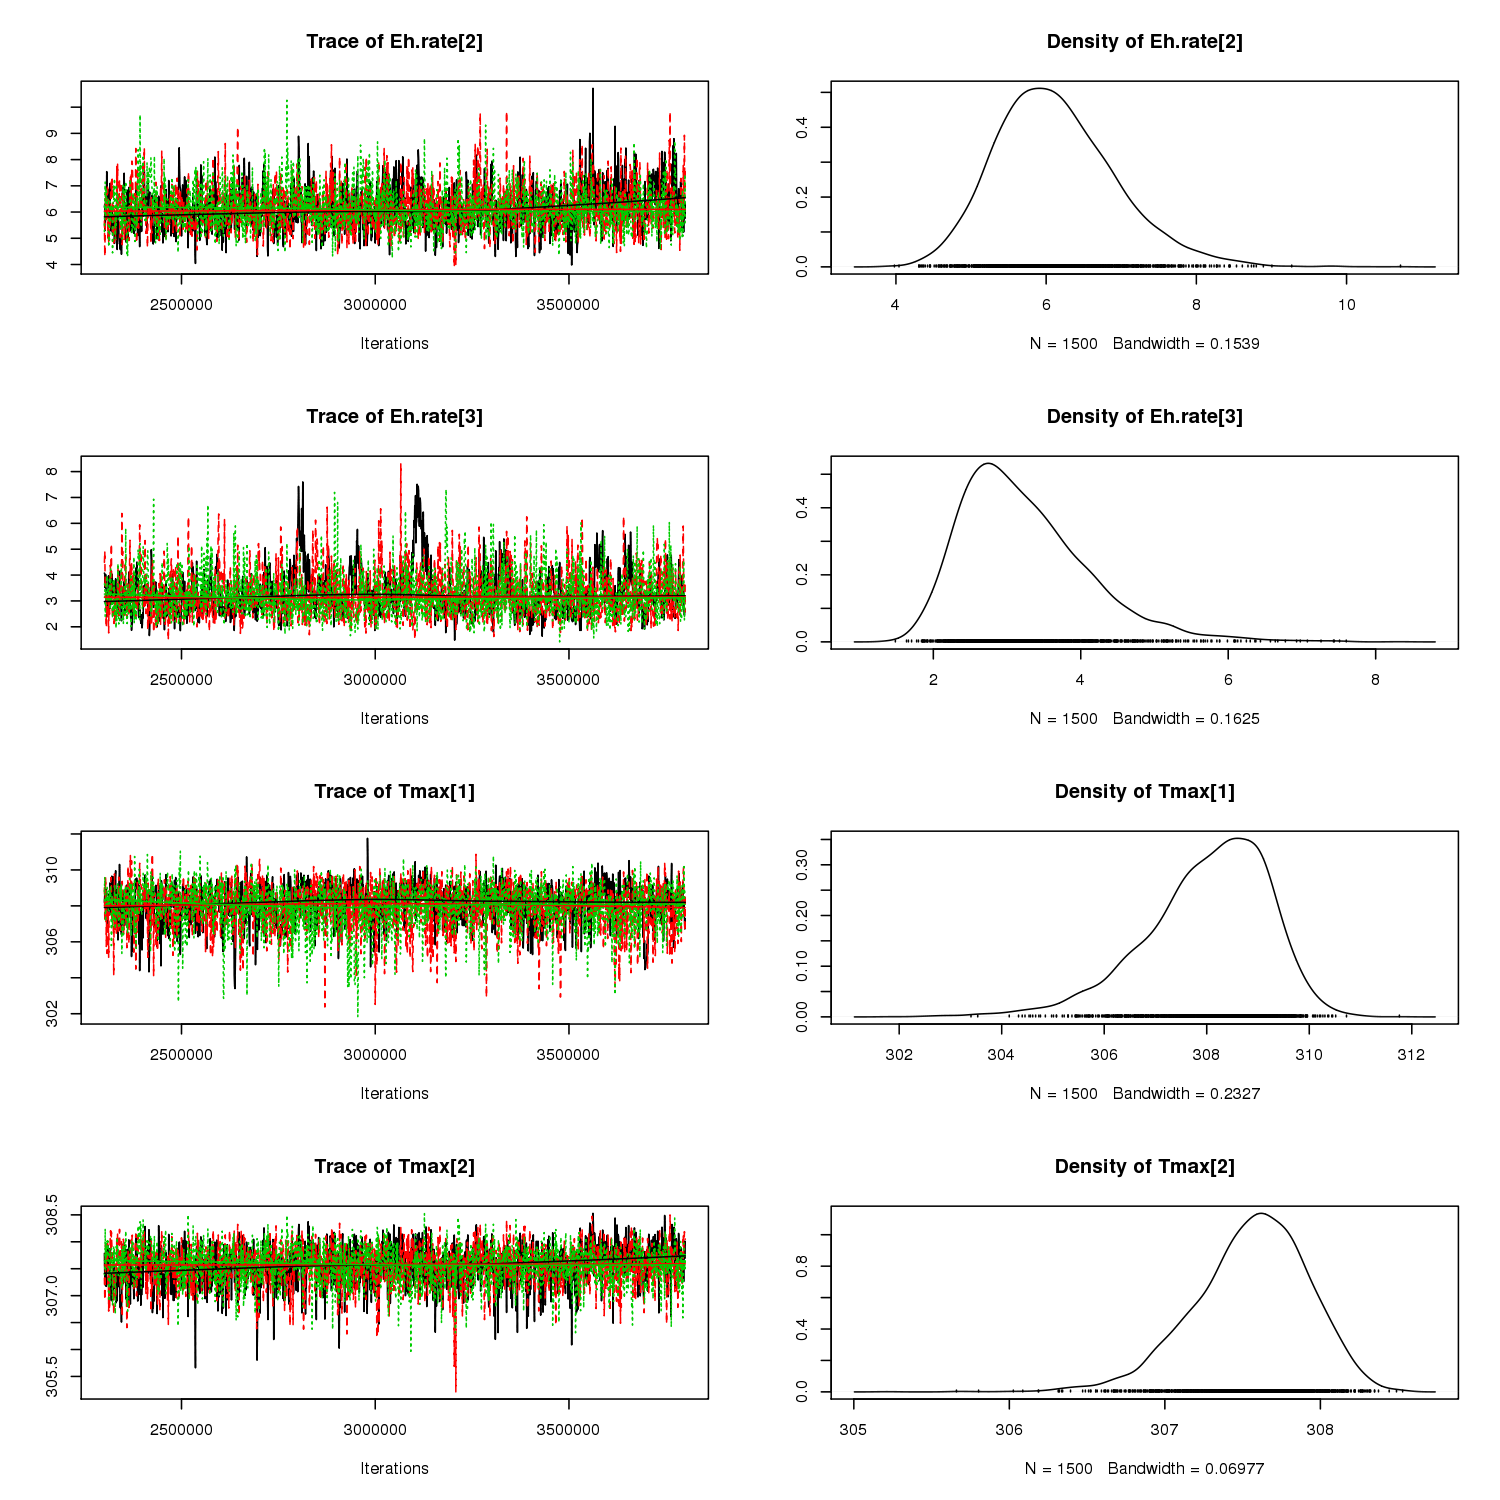 Trace of Eh.rate[2]
4 5 6 7 8 9
2500000 3000000 3500000
Iterations
Density of Eh.rate[2]
0.0 0.2 0.4
4 6 8 10
N = 1500 Bandwidth = 0.1539
Trace of Eh.rate[3]
2 3 4 5 6 7 8
2500000 3000000 3500000
Iterations
Density of Eh.rate[3]
0.0 0.2 0.4
2 4 6 8
N = 1500 Bandwidth = 0.1625
Trace of Tmax[1]
302 306 310
2500000 3000000 3500000
Iterations
Density of Tmax[1]
0.00 0.10 0.20 0.30
302 304 306 308 310 312
N = 1500 Bandwidth = 0.2327
Trace of Tmax[2]
305.5 307.0 308.5
2500000 3000000 3500000
Iterations
Density of Tmax[2]
0.0 0.4 0.8
305 306 307 308
N = 1500 Bandwidth = 0.06977